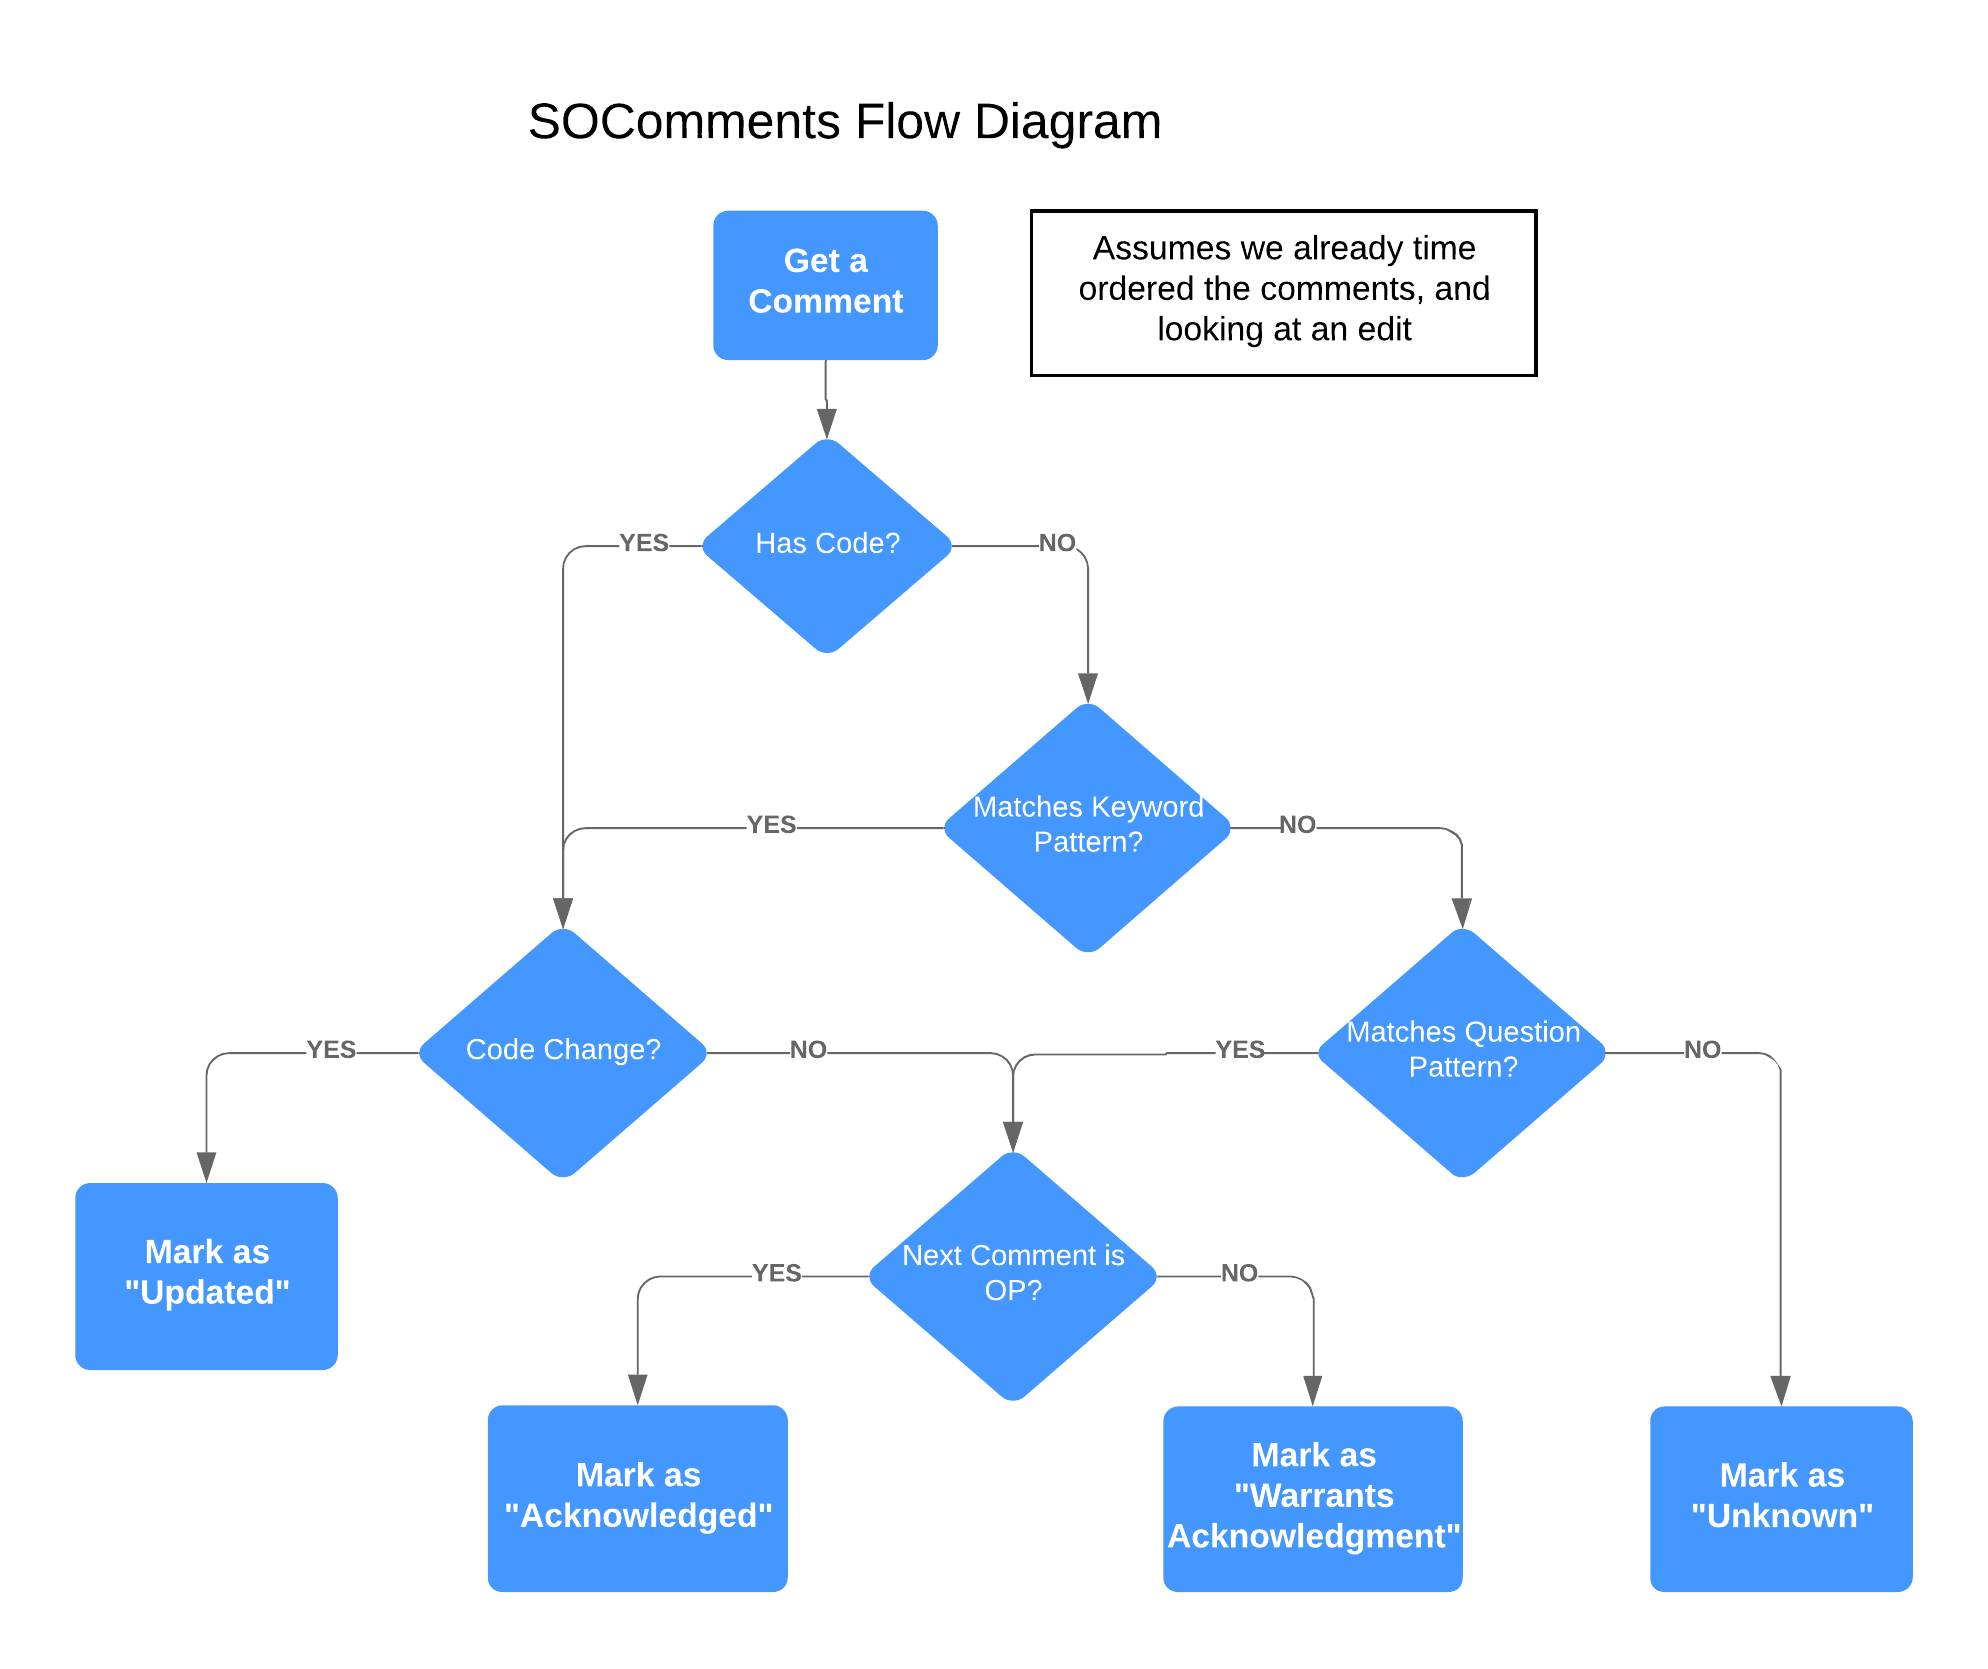 SOComments Flow Diagram
Get a
Comment
Assumes we already time
ordered the comments, and
looking at an edit
Has Code?
YES
NO
Matches Keyword
Pattern?
YES
NO
Code Change?
YES
NO
Matches Question
Pattern?
YES
NO
Mark as
"Updated"
Next Comment is
OP?
YES
NO
Mark as
"Acknowledged"
Mark as
"Warrants
Acknowledgment"
Mark as
"Unknown"